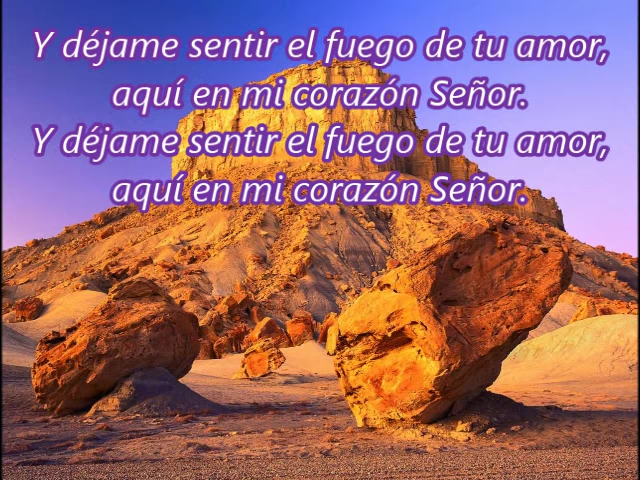 Y déjame sentir el fuego de tu amor,
aquí en mi corazón Señor.
Y déjame sentir el fuego de tu amor,
aquí en mi corazón Señor.